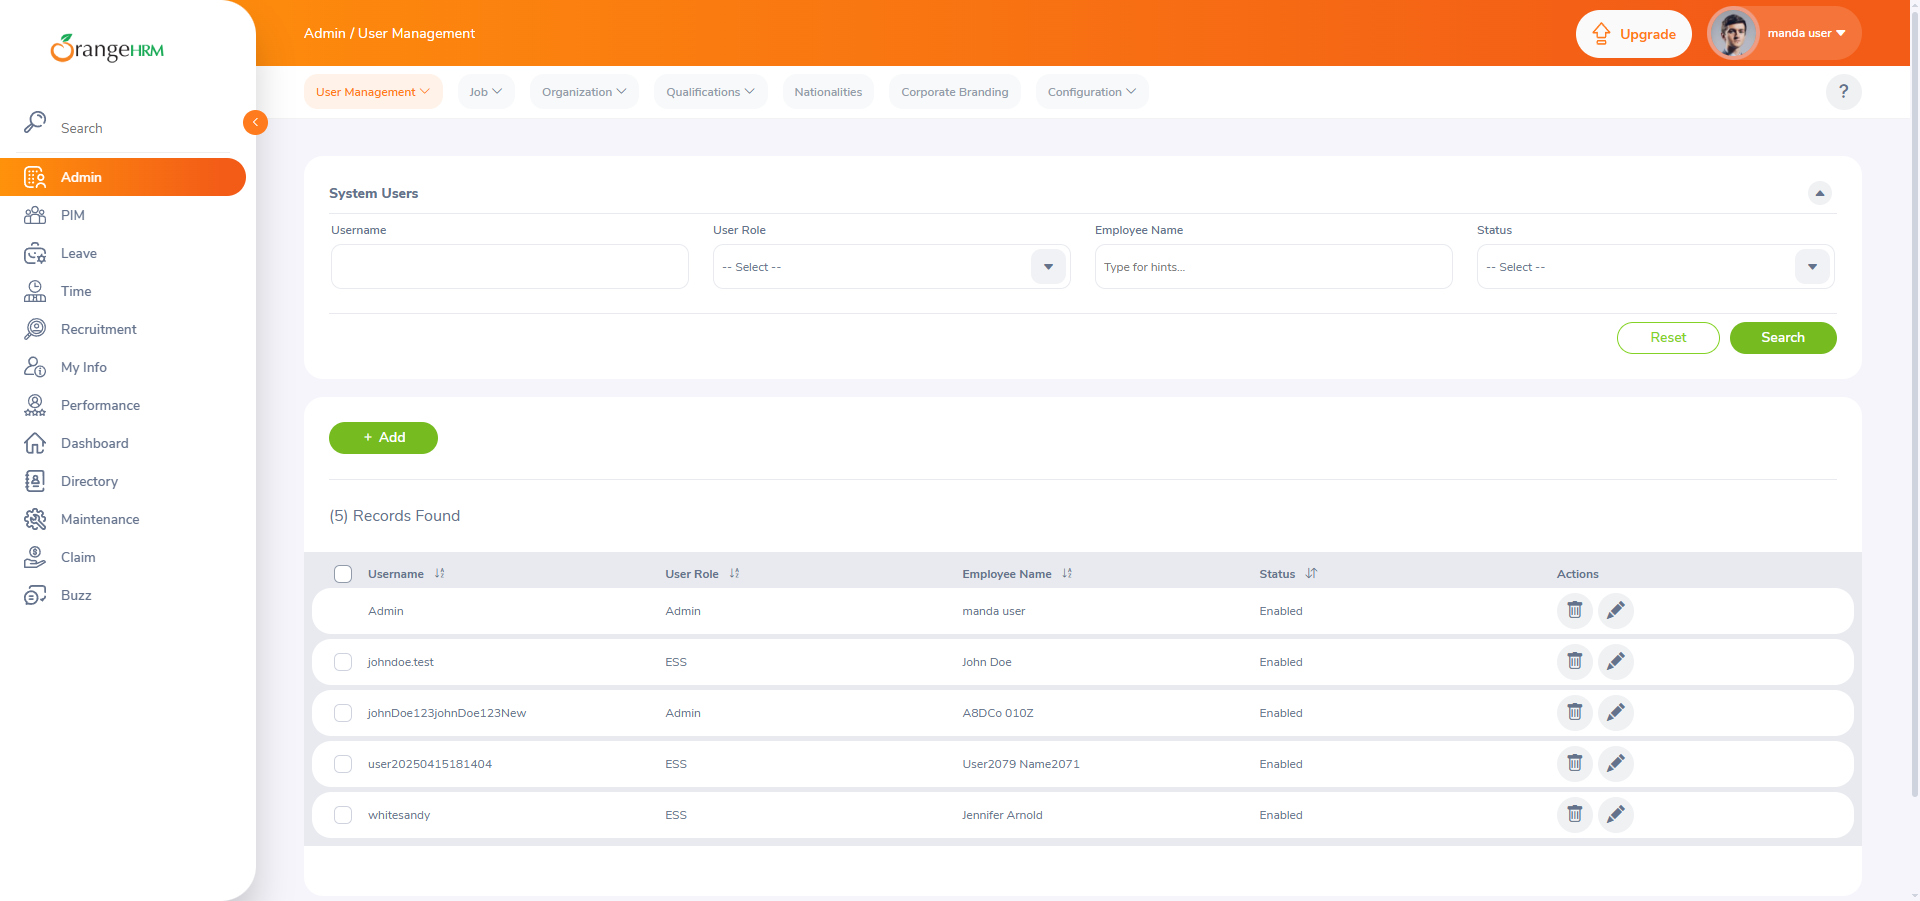 OrangeHRM
Admin / User Management
Upgrade
manda user
User Management
Job
Organization
Qualifications
Nationalities
Corporate Branding
Configuration
?
Search
Admin
PIM
Leave
Time
Recruitment
My Info
Performance
Dashboard
Directory
Maintenance
Claim
Buzz
System Users
Username
User Role
Employee Name
Status
-- Select --
Type for hints...
-- Select --
Reset
Search
+ Add
(5) Records Found
Username User Role Employee Name Status Actions
Admin Admin manda user Enabled
johndoe.test ESS John Doe Enabled
johnDoe123johnDoe123New Admin A8DCo 010Z Enabled
user20250415181404 ESS User2079 Name2071 Enabled
whitesandy ESS Jennifer Arnold Enabled